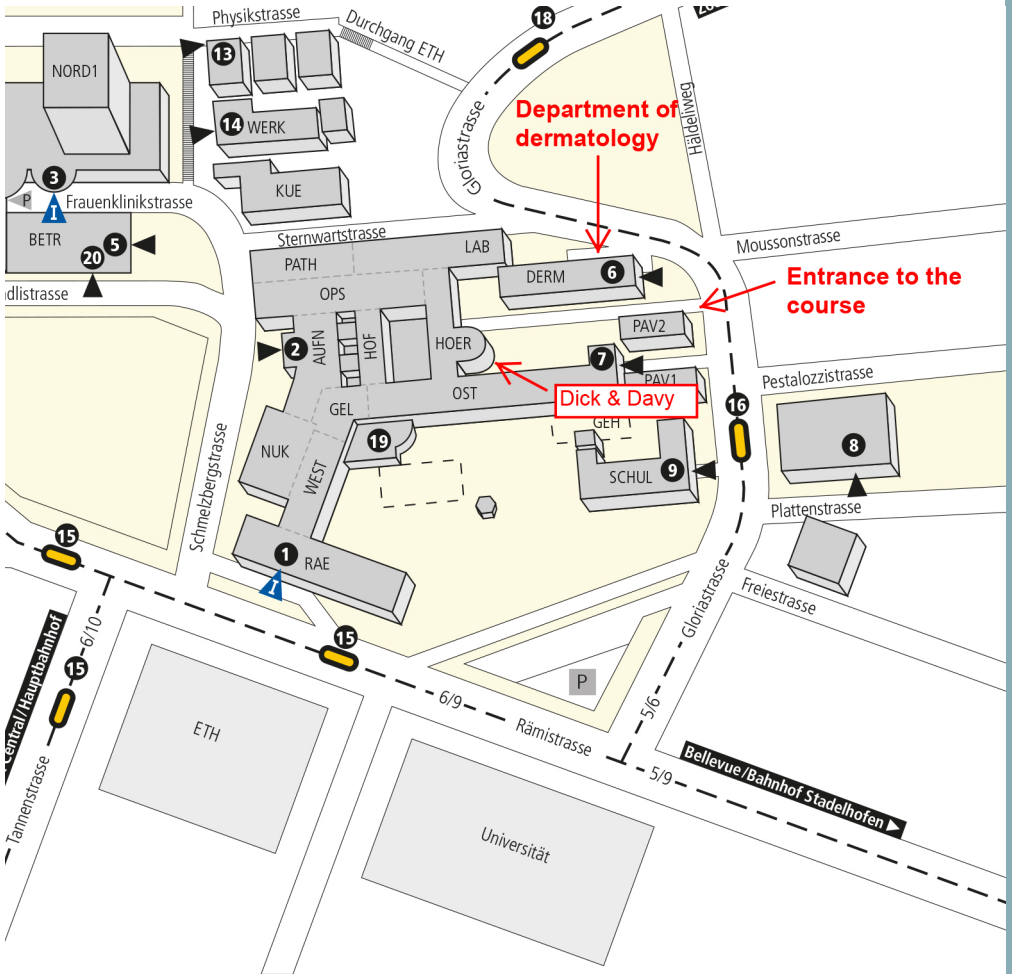 Physikstrasse
Durchgang ETH
18
13
NORD1
14 WERK
Department of
dermatology
Gloriastrasse
Häldeliweg
3
P
Frauenklinikstrasse
I
KUE
BETR
5
20
Sternwartstrasse
LAB
PATH
DERM
6
Moussonstrasse
Entrance to the
course
dlistrasse
OPS
PAV2
2
AUFN
HOF
HOER
7
Pestalozzistrasse
PAV1
OST
Dick & Davy
16
GEL
GEH
19
NUK
WEST
8
SCHUL
9
Plattenstrasse
Schmelzbergstrasse
15
1
RAE
I
Freiestrasse
Gloriastrasse
Central/Hauptbahnhof
6/10
15
15
P
6/9
5/6
ETH
Rämistrasse
Tannenstrasse
5/9
Bellevue/Bahnhof Stadelhofen
Universität